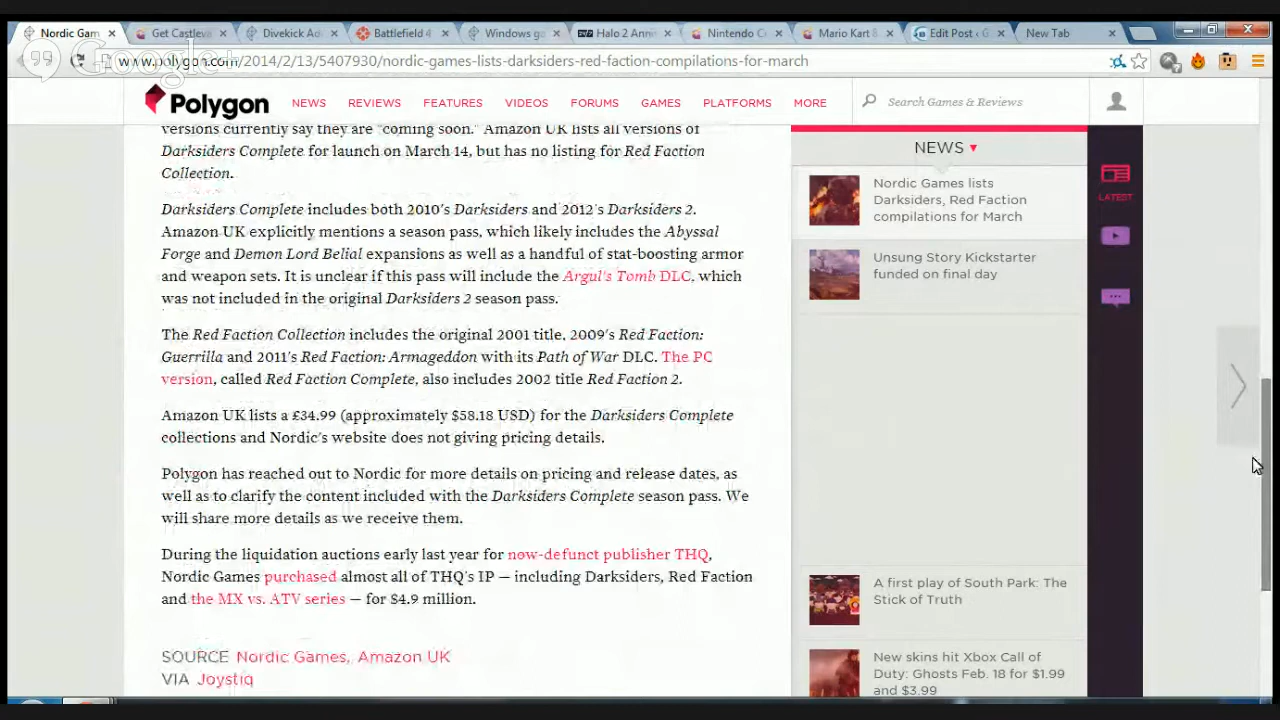 Nordic Gam
Get Castleva
Divekick Ad
Battlefield 4
Windows ga
Halo 2 Anni
Nintendo C
Mario Kart 8
Edit Post ‹ G
New Tab
Google+
www.polygon.com/2014/2/13/5407930/nordic-games-lists-darksiders-red-faction-compilations-for-march
Polygon
NEWS REVIEWS FEATURES VIDEOS FORUMS GAMES PLATFORMS MORE
Search Games & Reviews
versions currently say they are "coming soon." Amazon UK lists all versions of
Darksiders Complete for launch on March 14, but has no listing for Red Faction
Collection.
Darksiders Complete includes both 2010's Darksiders and 2012's Darksiders 2.
Amazon UK explicitly mentions a season pass, which likely includes the Abyssal
Forge and Demon Lord Belial expansions as well as a handful of stat-boosting armor
and weapon sets. It is unclear if this pass will include the Argul's Tomb DLC, which
was not included in the original Darksiders 2 season pass.
The Red Faction Collection includes the original 2001 title, 2009's Red Faction:
Guerrilla and 2011's Red Faction: Armageddon with its Path of War DLC. The PC
version, called Red Faction Complete, also includes 2002 title Red Faction 2.
Amazon UK lists a £34.99 (approximately $58.18 USD) for the Darksiders Complete
collections and Nordic's website does not giving pricing details.
Polygon has reached out to Nordic for more details on pricing and release dates, as
well as to clarify the content included with the Darksiders Complete season pass. We
will share more details as we receive them.
During the liquidation auctions early last year for now-defunct publisher THQ,
Nordic Games purchased almost all of THQ's IP — including Darksiders, Red Faction
and the MX vs. ATV series — for $4.9 million.
SOURCE Nordic Games, Amazon UK
VIA Joystiq
NEWS
Nordic Games lists
Darksiders, Red Faction
compilations for March
Unsung Story Kickstarter
funded on final day
A first play of South Park: The
Stick of Truth
New skins hit Xbox Call of
Duty: Ghosts Feb. 18 for $1.99
and $3.99
LATEST